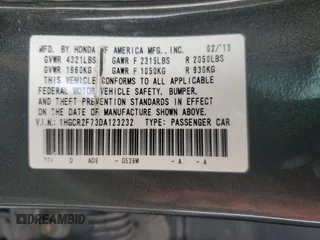 MFD. BY HONDA OF AMERICA MFG., INC. 02/13
GVWR 4321LBS GAWR F 2315LBS R 2050LBS
GVWR 1960KG GAWR F 1050KG R 930KG
THIS VEHICLE CONFORMS TO ALL APPLICABLE
FEDERAL MOTOR VEHICLE SAFETY, BUMPER,
AND THEFT PREVENTION STANDARDS IN EFFECT ON
THE DATE OF MANUFACTURE SHOWN ABOVE.
V.I.N.: 1HGCR2F73DA123232 TYPE: PASSENGER CAR
A - A
DREAMBID